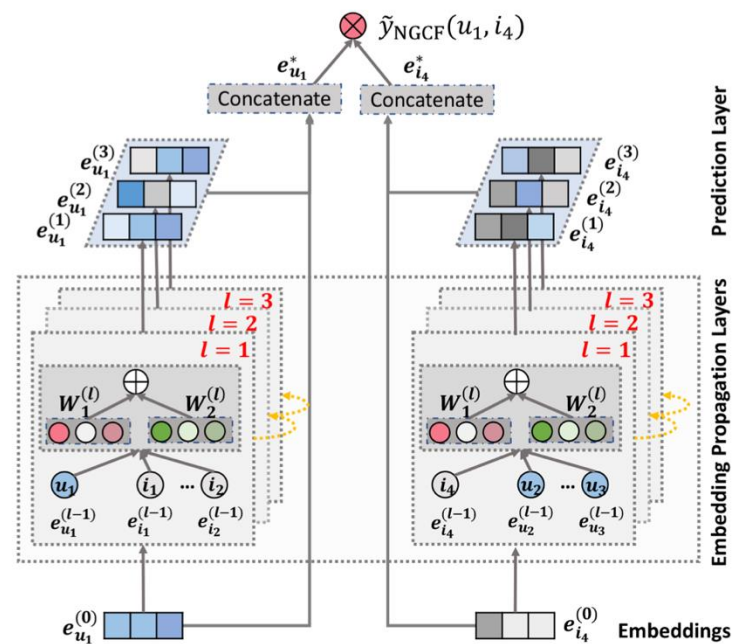 ỹNGCF(u₁, i₄)
e*u₁ e*i₄
Concatenate Concatenate
Prediction Layer
e(3)u₁
e(2)u₁
e(1)u₁
e(3)i₄
e(2)i₄
e(1)i₄
Embedding Propagation Layers
l = 3
l = 2
l = 1
W(l)1 W(l)2
u₁ i₁ ... i₂
e(l-1)u₁ e(l-1)i₁ e(l-1)i₂
l = 3
l = 2
l = 1
W(l)1 W(l)2
i₄ u₂ ... u₃
e(l-1)i₄ e(l-1)u₂ e(l-1)u₃
e(0)u₁ e(0)i₄ Embeddings